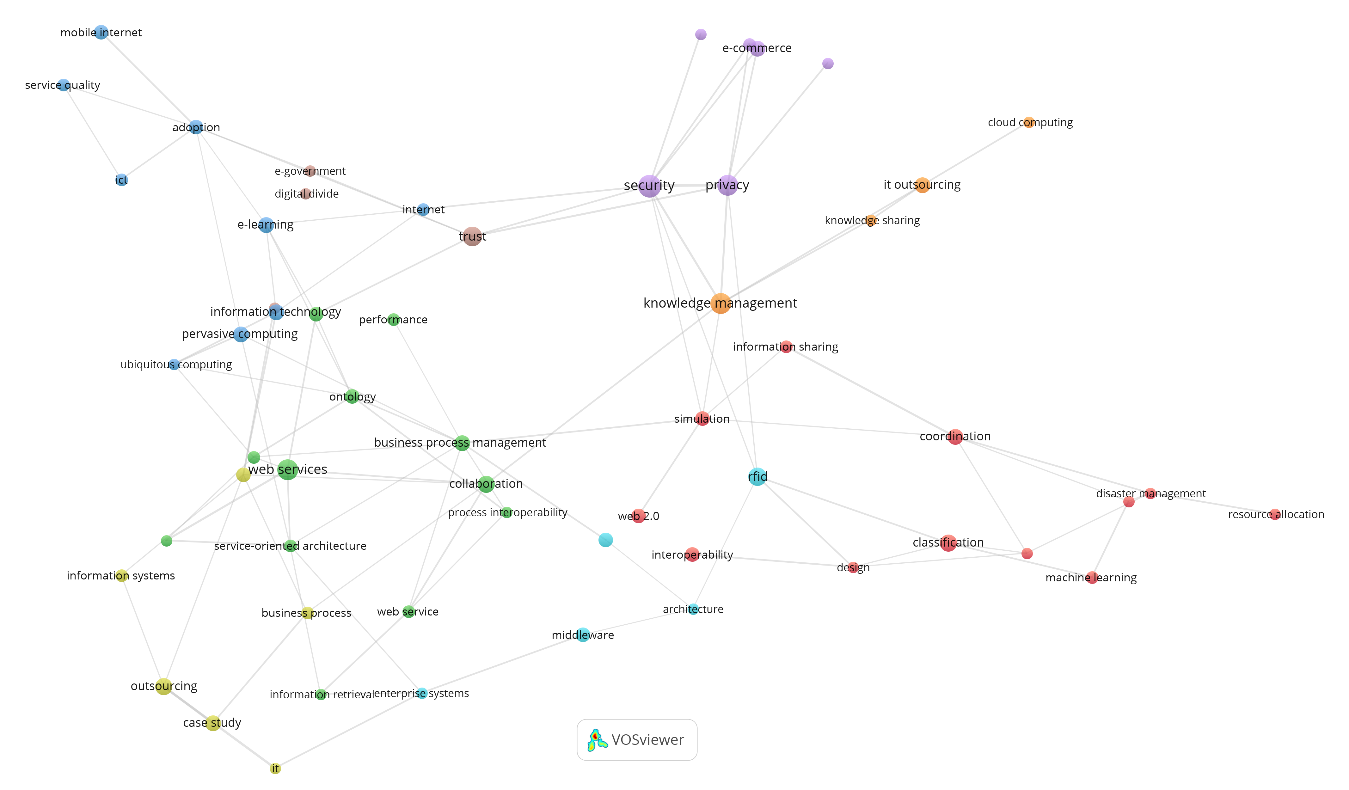 mobile internet
e-commerce
service quality
cloud computing
adoption
e-government
ict
security
privacy
it outsourcing
digital divide
internet
knowledge sharing
e-learning
trust
knowledge management
information technology
performance
pervasive computing
information sharing
ubiquitous computing
ontology
simulation
coordination
business process management
web services
rfid
collaboration
disaster management
process interoperability
web 2.0
resource allocation
service-oriented architecture
classification
interoperability
design
information systems
machine learning
business process
web service
architecture
middleware
outsourcing
information retrieval
enterprise systems
case study
VOSviewer
it